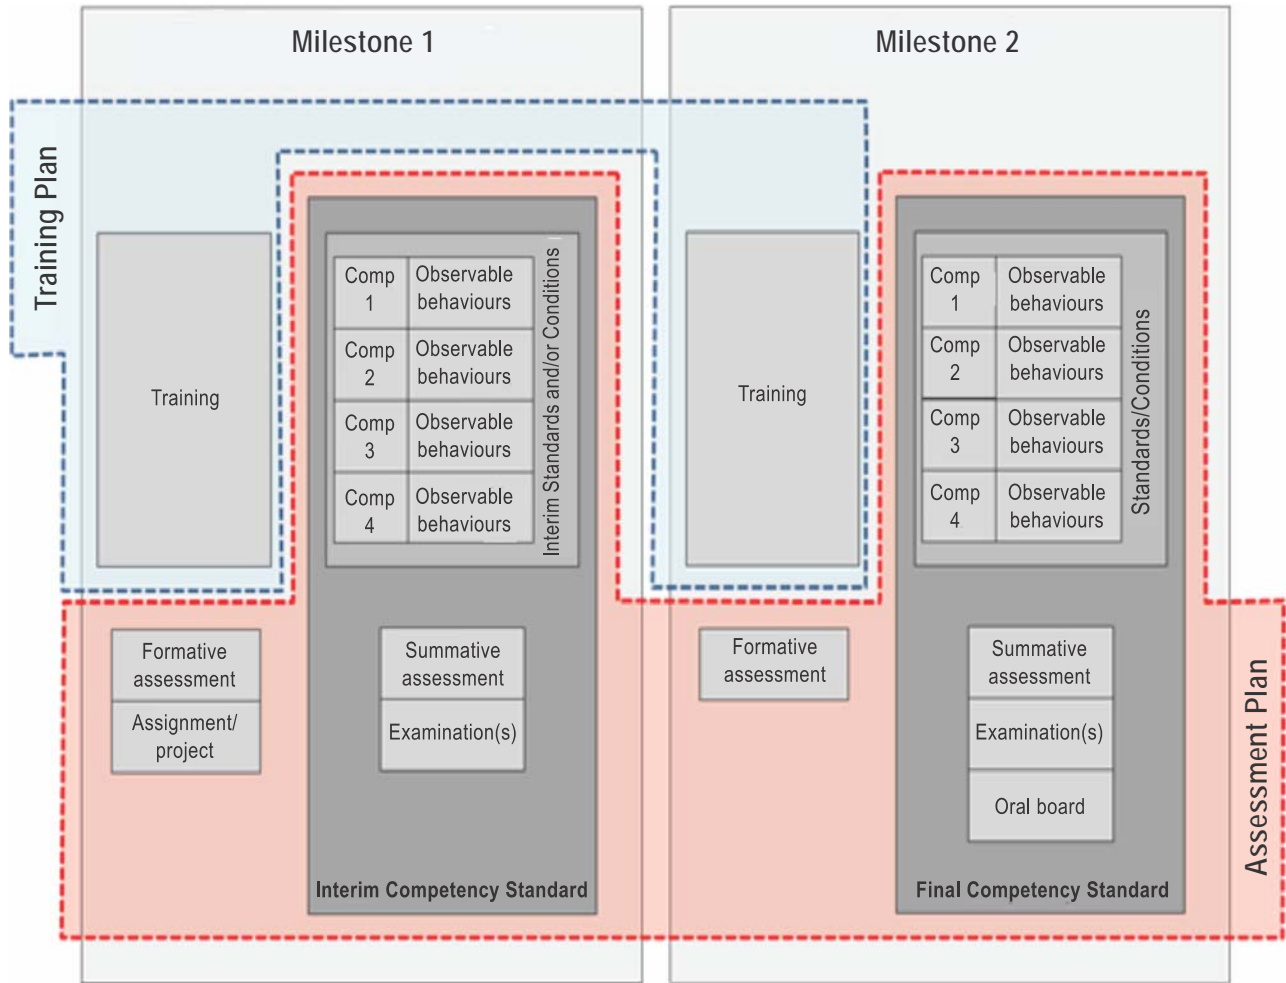 Milestone 1
Milestone 2
Training Plan
Training
Comp
1
Observable
behaviours
Comp
2
Observable
behaviours
Comp
3
Observable
behaviours
Comp
4
Observable
behaviours
Interim Standards and/or Conditions
Formative
assessment
Assignment/
project
Summative
assessment
Examination(s)
Interim Competency Standard
Training
Comp
1
Observable
behaviours
Comp
2
Observable
behaviours
Comp
3
Observable
behaviours
Comp
4
Observable
behaviours
Standards/Conditions
Formative
assessment
Summative
assessment
Examination(s)
Oral board
Final Competency Standard
Assessment Plan